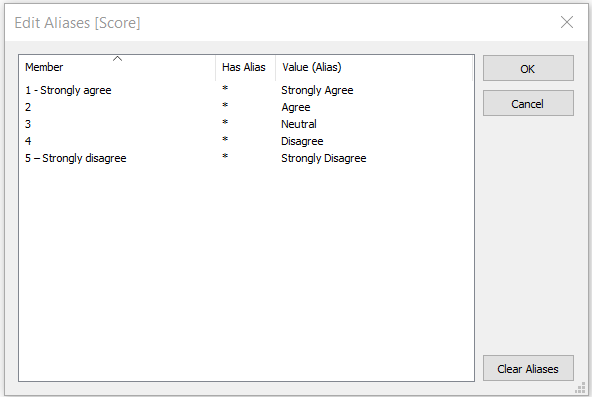 Edit Aliases [Score]
Member Has Alias Value (Alias)
1 - Strongly agree * Strongly Agree
2 * Agree
3 * Neutral
4 * Disagree
5 – Strongly disagree * Strongly Disagree
OK
Cancel
Clear Aliases